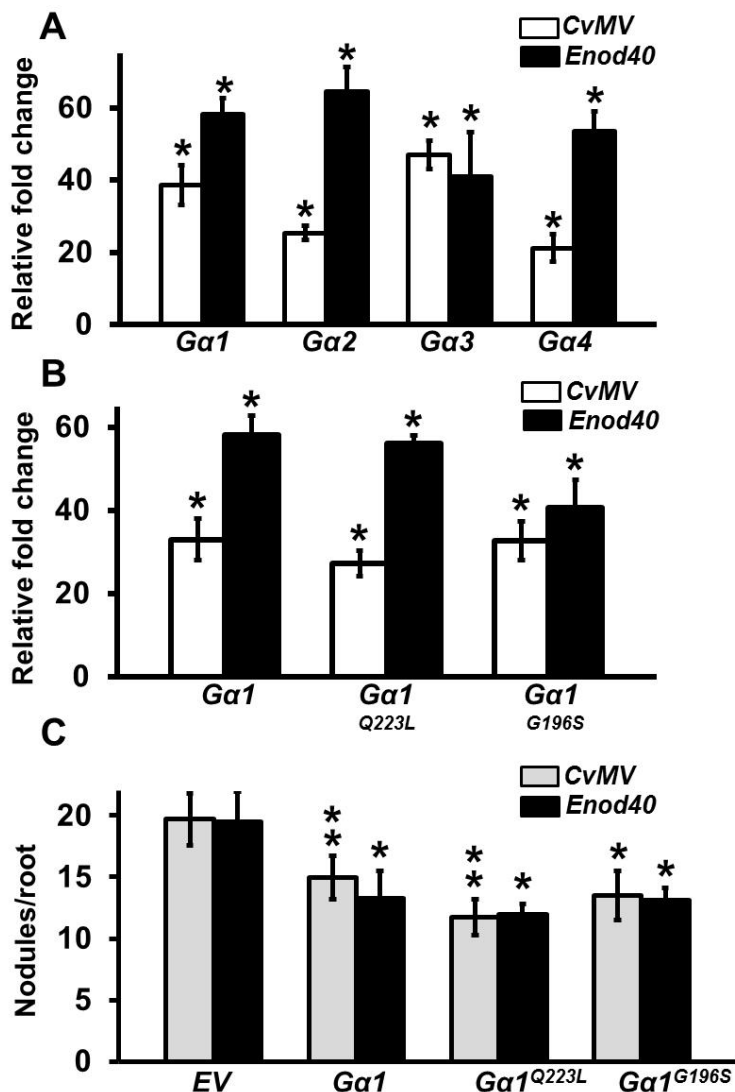 A
CvMV
Enod40
Relative fold change
60
40
20
0
* * * * * * * *
Gα1 Gα2 Gα3 Gα4
B
CvMV
Enod40
Relative fold change
60
40
20
0
* * * * * *
Gα1 Gα1 Gα1
Q223L G196S
C
CvMV
Enod40
Nodules/root
20
15
10
5
0
** * ** * * *
EV Gα1 Gα1Q223L Gα1G196S